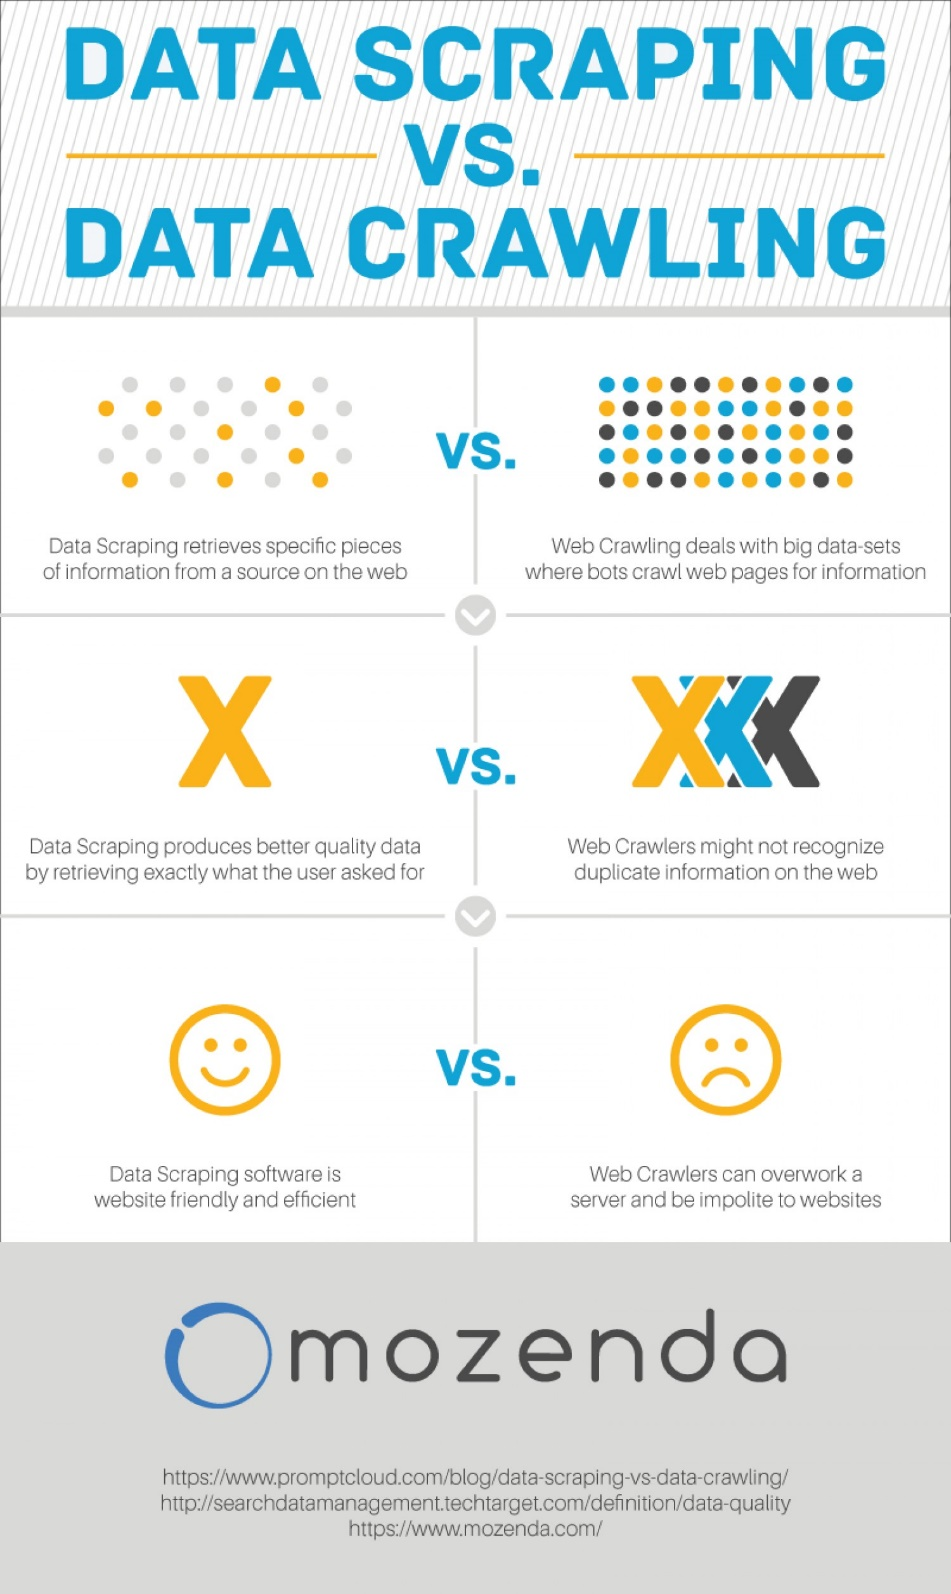 DATA SCRAPING
VS.
DATA CRAWLING
VS.
Data Scraping retrieves specific pieces
of information from a source on the web
Web Crawling deals with big data-sets
where bots crawl web pages for information
X
XXX
VS.
Data Scraping produces better quality data
by retrieving exactly what the user asked for
Web Crawlers might not recognize
duplicate information on the web
VS.
Data Scraping software is
website friendly and efficient
Web Crawlers can overwork a
server and be impolite to websites
mozenda
https://www.promptcloud.com/blog/data-scraping-vs-data-crawling/
http://searchdatamanagement.techtarget.com/definition/data-quality
https://www.mozenda.com/